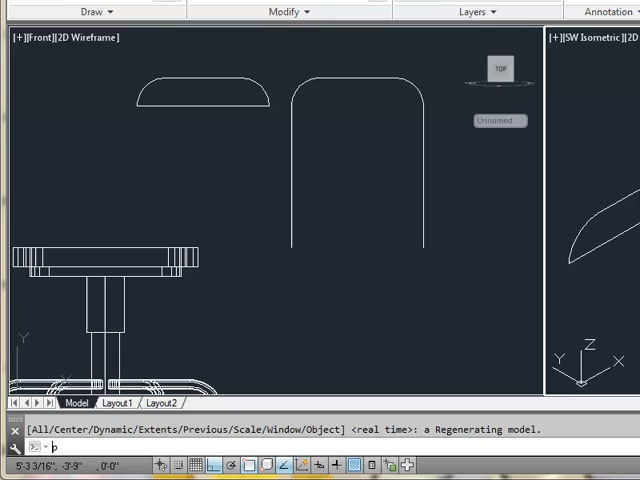 Draw ▾ Modify ▾ Layers ▾ Annotation
[+][Front][2D Wireframe]
[+][SW Isometric][2D
TOP
Unnamed
Y
X
Z
Y X
Model Layout1 Layout2
[All/Center/Dynamic/Extents/Previous/Scale/Window/Object] <real time>: a Regenerating model.
p
5'-3 3/16", -3'-9" , 0'-0"